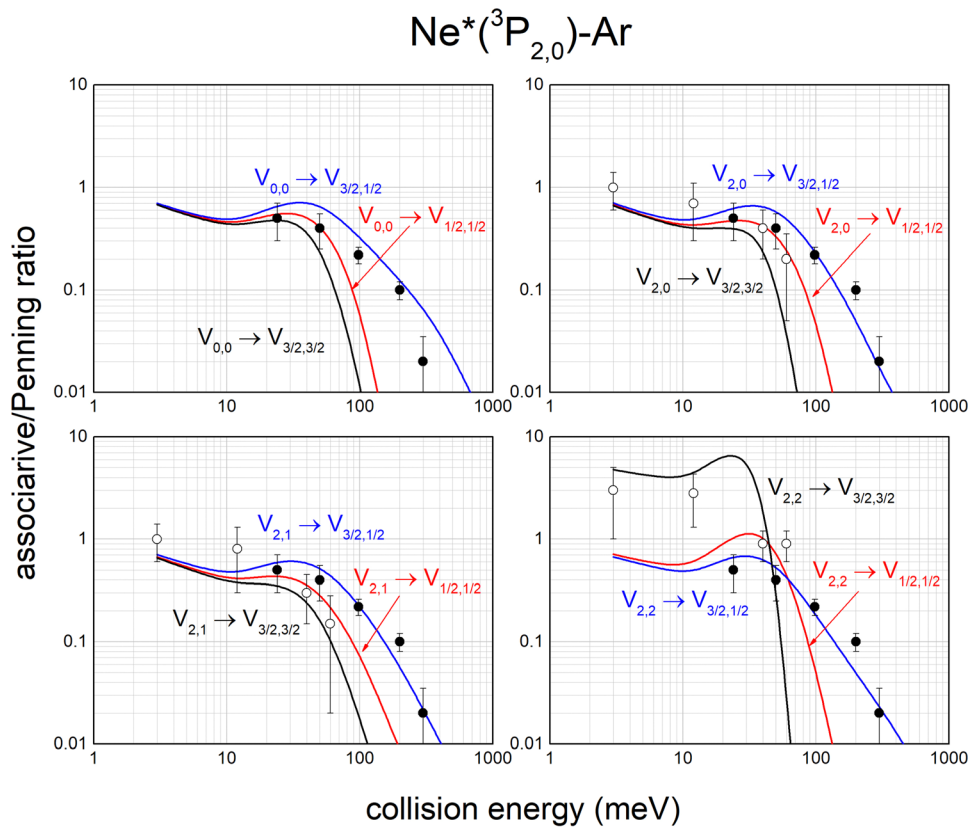 Ne*(³P₂,₀)-Ar
associarive/Penning ratio
10
1
0.1
0.01
1
10
100
1000
V₀,₀ → V₃/₂,₁/₂
V₀,₀ → V₁/₂,₁/₂
V₀,₀ → V₃/₂,₃/₂
10
1
0.1
0.01
1
10
100
1000
V₂,₀ → V₃/₂,₁/₂
V₂,₀ → V₁/₂,₁/₂
V₂,₀ → V₃/₂,₃/₂
10
1
0.1
0.01
1
10
100
1000
V₂,₁ → V₃/₂,₁/₂
V₂,₁ → V₁/₂,₁/₂
V₂,₁ → V₃/₂,₃/₂
10
1
0.1
0.01
1
10
100
1000
V₂,₂ → V₃/₂,₃/₂
V₂,₂ → V₁/₂,₁/₂
V₂,₂ → V₃/₂,₁/₂
collision energy (meV)